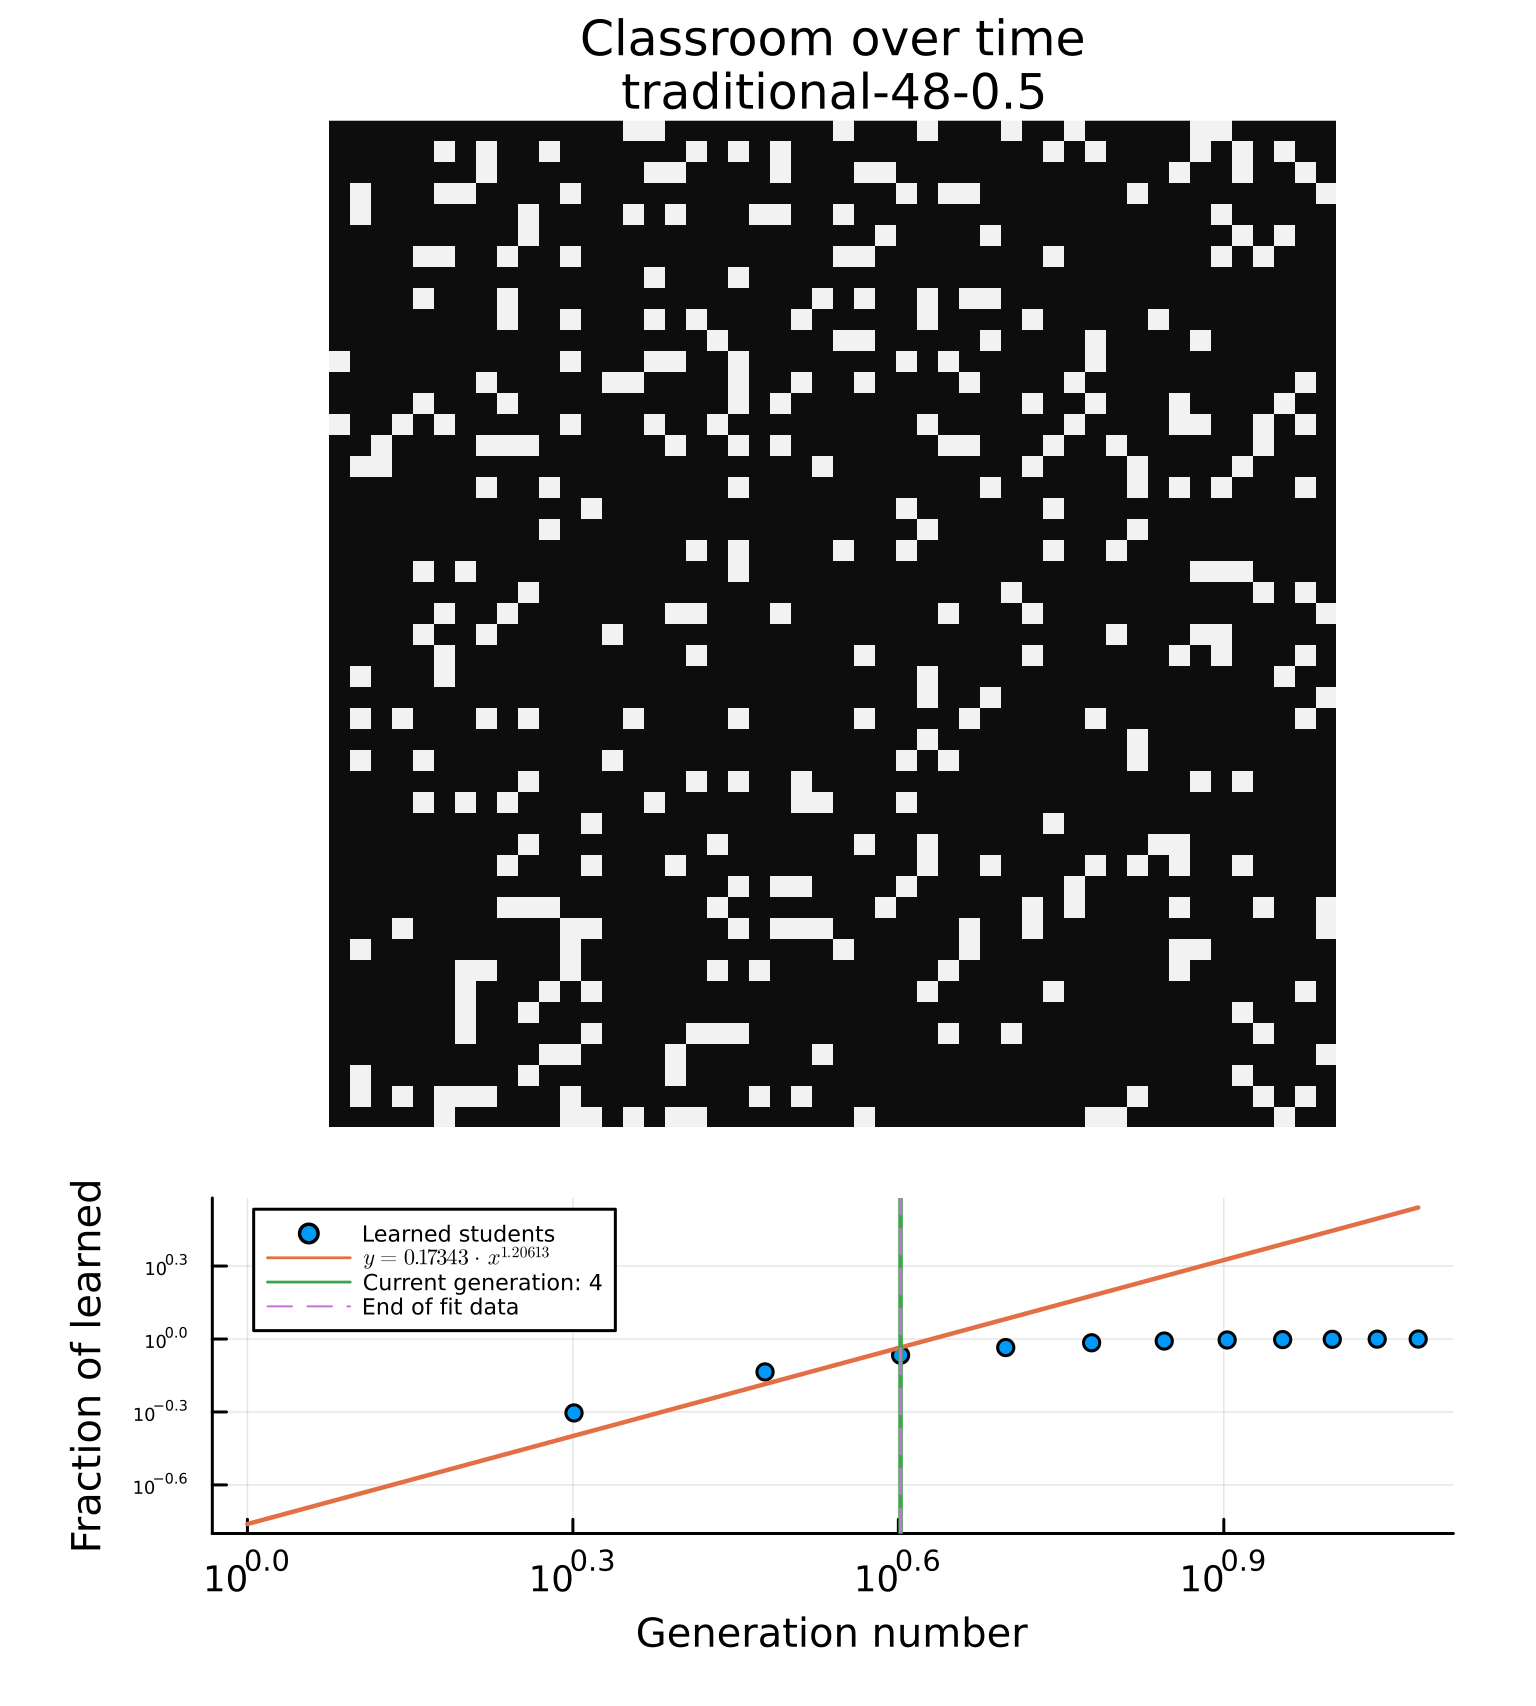 Classroom over time
traditional-48-0.5
Fraction of learned
10^0.3
10^0.0
10^−0.3
10^−0.6
Learned students
y = 0.17343 · x^1.20613
Current generation: 4
End of fit data
10^0.0
10^0.3
10^0.6
10^0.9
Generation number